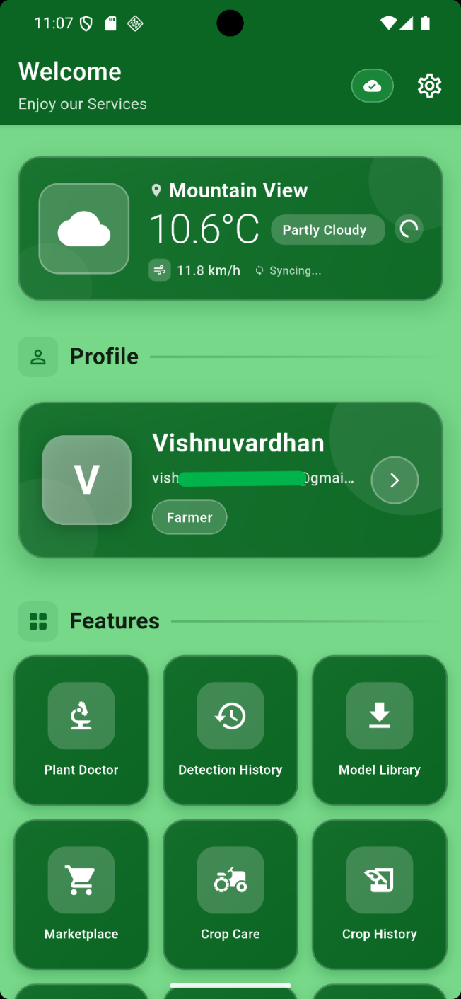 11:07
Welcome
Enjoy our Services
Mountain View
10.6°C Partly Cloudy
11.8 km/h Syncing...
Profile
V
Vishnuvardhan
vish @gmai...
Farmer
Features
Plant Doctor Detection History Model Library
Marketplace Crop Care Crop History